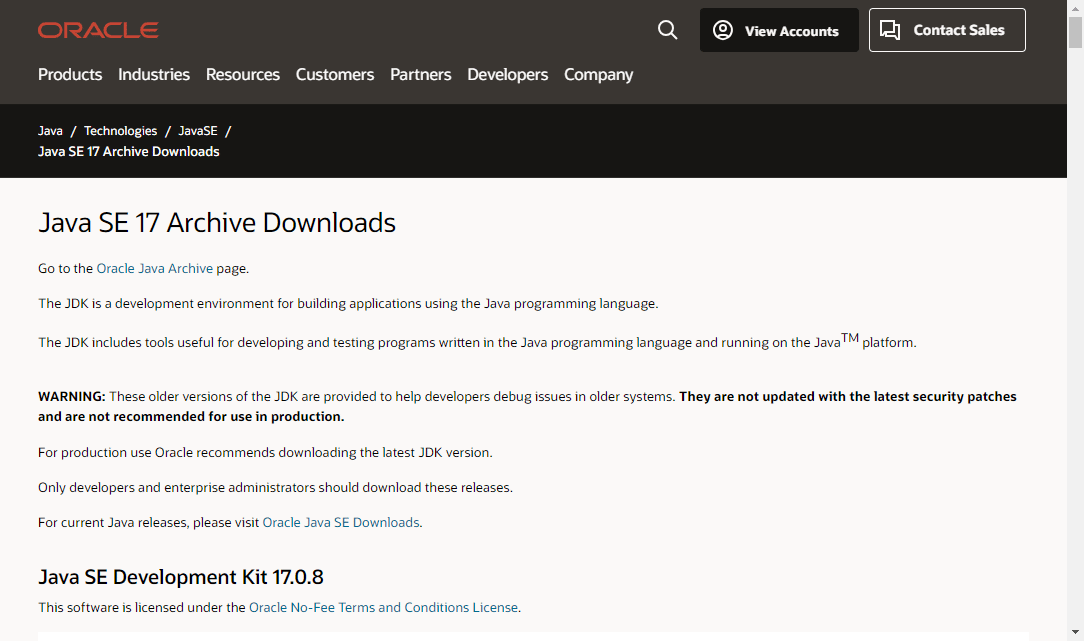 ORACLE
View Accounts
Contact Sales
Products Industries Resources Customers Partners Developers Company
Java / Technologies / JavaSE /
Java SE 17 Archive Downloads
Java SE 17 Archive Downloads
Go to the Oracle Java Archive page.
The JDK is a development environment for building applications using the Java programming language.
The JDK includes tools useful for developing and testing programs written in the Java programming language and running on the Java™ platform.
WARNING: These older versions of the JDK are provided to help developers debug issues in older systems. They are not updated with the latest security patches
and are not recommended for use in production.
For production use Oracle recommends downloading the latest JDK version.
Only developers and enterprise administrators should download these releases.
For current Java releases, please visit Oracle Java SE Downloads.
Java SE Development Kit 17.0.8
This software is licensed under the Oracle No-Fee Terms and Conditions License.